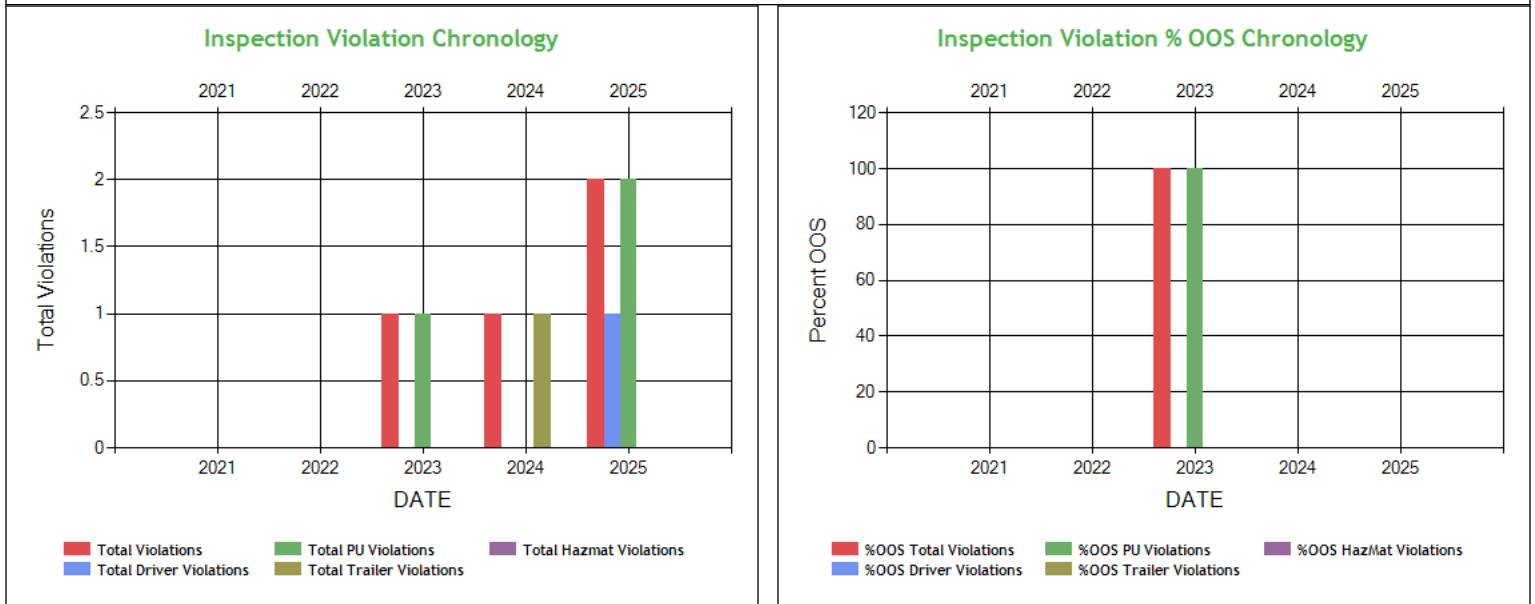 Inspection Violation Chronology
2021 2022 2023 2024 2025
2.5
2
1.5
1
0.5
0
Total Violations
2021 2022 2023 2024 2025
DATE
Total Violations Total PU Violations Total Hazmat Violations
Total Driver Violations Total Trailer Violations
Inspection Violation % OOS Chronology
2021 2022 2023 2024 2025
120
100
80
60
40
20
0
Percent OOS
2021 2022 2023 2024 2025
DATE
%OOS Total Violations %OOS PU Violations %OOS HazMat Violations
%OOS Driver Violations %OOS Trailer Violations